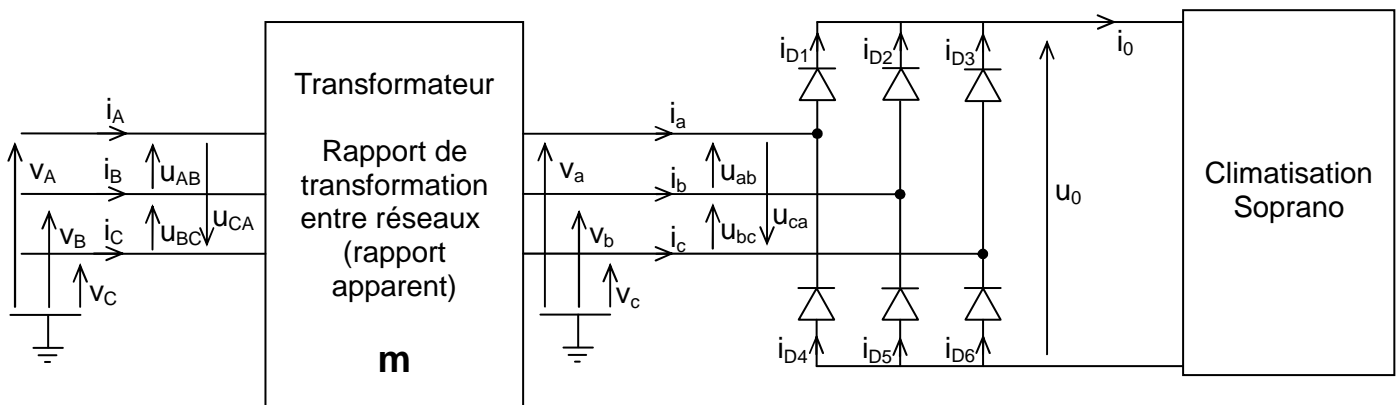 i_A
i_B
i_C
v_A
v_B
v_C
u_AB
u_BC
u_CA
Transformateur
Rapport de
transformation
entre réseaux
(rapport
apparent)
m
i_a
i_b
i_c
v_a
v_b
v_c
u_ab
u_bc
u_ca
i_D1
i_D2
i_D3
i_D4
i_D5
i_D6
i_0
u_0
Climatisation
Soprano